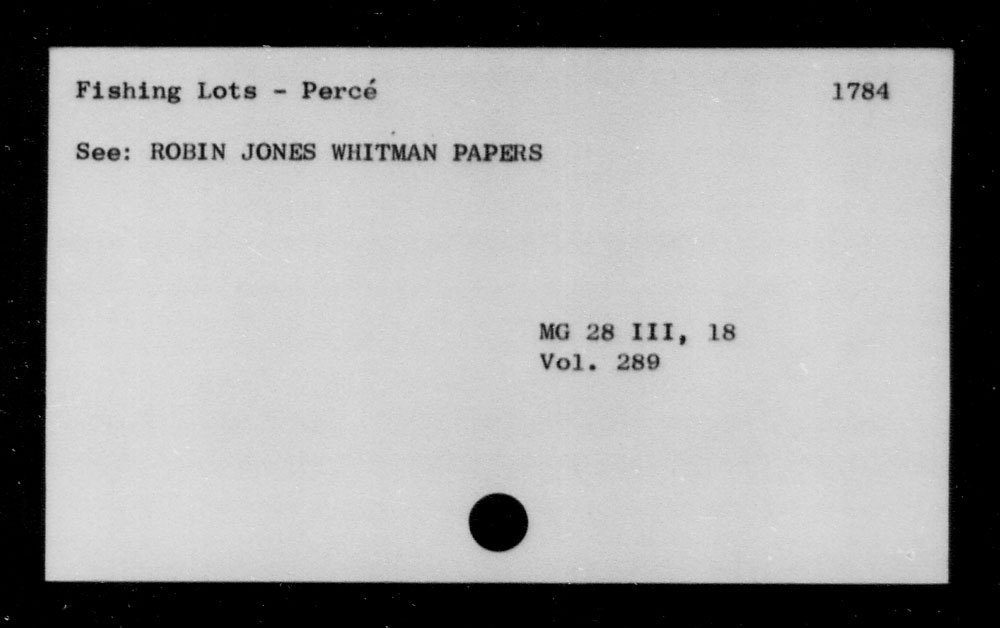 Fishing Lots - Percé 1784
See: ROBIN JONES WHITMAN PAPERS
MG 28 III, 18
Vol. 289